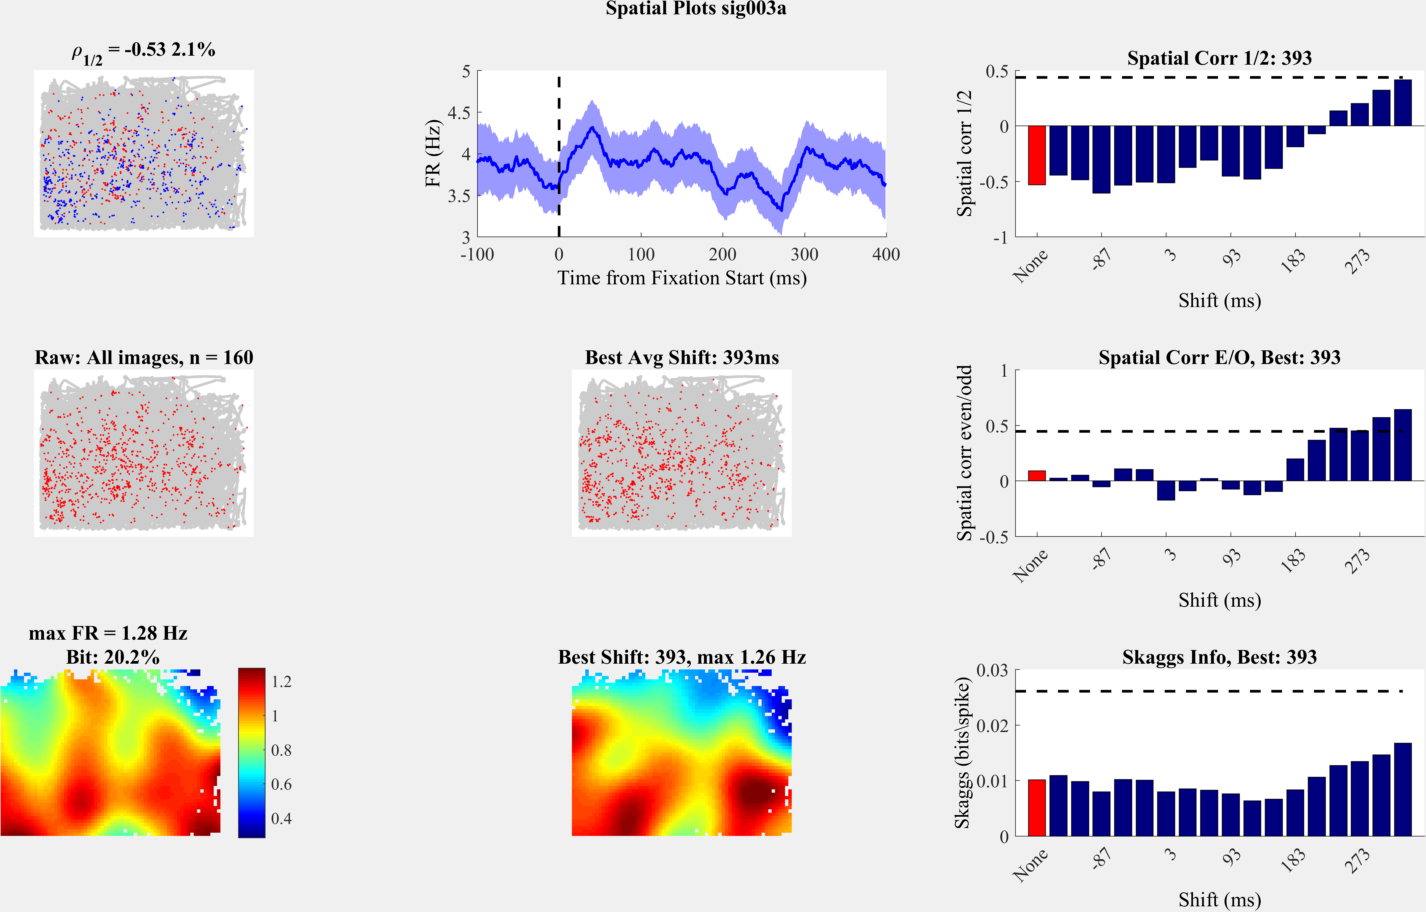 Spatial Plots sig003a
ρ1/2 = -0.53 2.1%
5
4.5
4
3.5
3
FR (Hz)
-100
0
100
200
300
400
Time from Fixation Start (ms)
Spatial Corr 1/2: 393
0.5
0
-0.5
-1
Spatial corr 1/2
None
-87
3
93
183
273
Shift (ms)
Raw: All images, n = 160
Best Avg Shift: 393ms
Spatial Corr E/O, Best: 393
1
0.5
0
-0.5
Spatial corr even/odd
None
-87
3
93
183
273
Shift (ms)
max FR = 1.28 Hz
Bit: 20.2%
1.2
1
0.8
0.6
0.4
Best Shift: 393, max 1.26 Hz
Skaggs Info, Best: 393
0.03
0.02
0.01
0
Skaggs (bits\spike)
None
-87
3
93
183
273
Shift (ms)